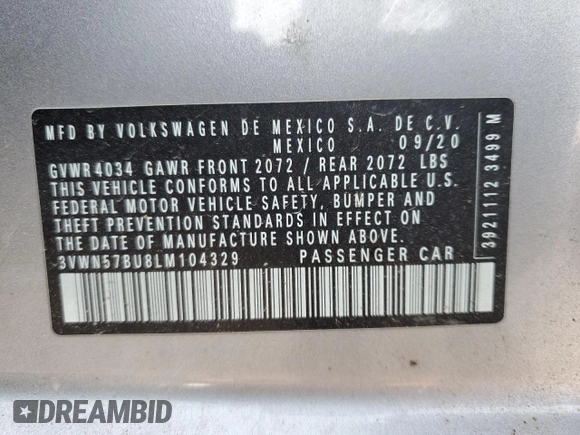 MFD BY VOLKSWAGEN DE MEXICO S.A. DE C.V.
MEXICO 09/20
GVWR4034 GAWR FRONT 2072 / REAR 2072 LBS
THIS VEHICLE CONFORMS TO ALL APPLICABLE U.S.
FEDERAL MOTOR VEHICLE SAFETY, BUMPER AND
THEFT PREVENTION STANDARDS IN EFFECT ON
THE DATE OF MANUFACTURE SHOWN ABOVE.
3VWN57BU8LM104329 PASSENGER CAR
3921112 3499 M
DREAMBID